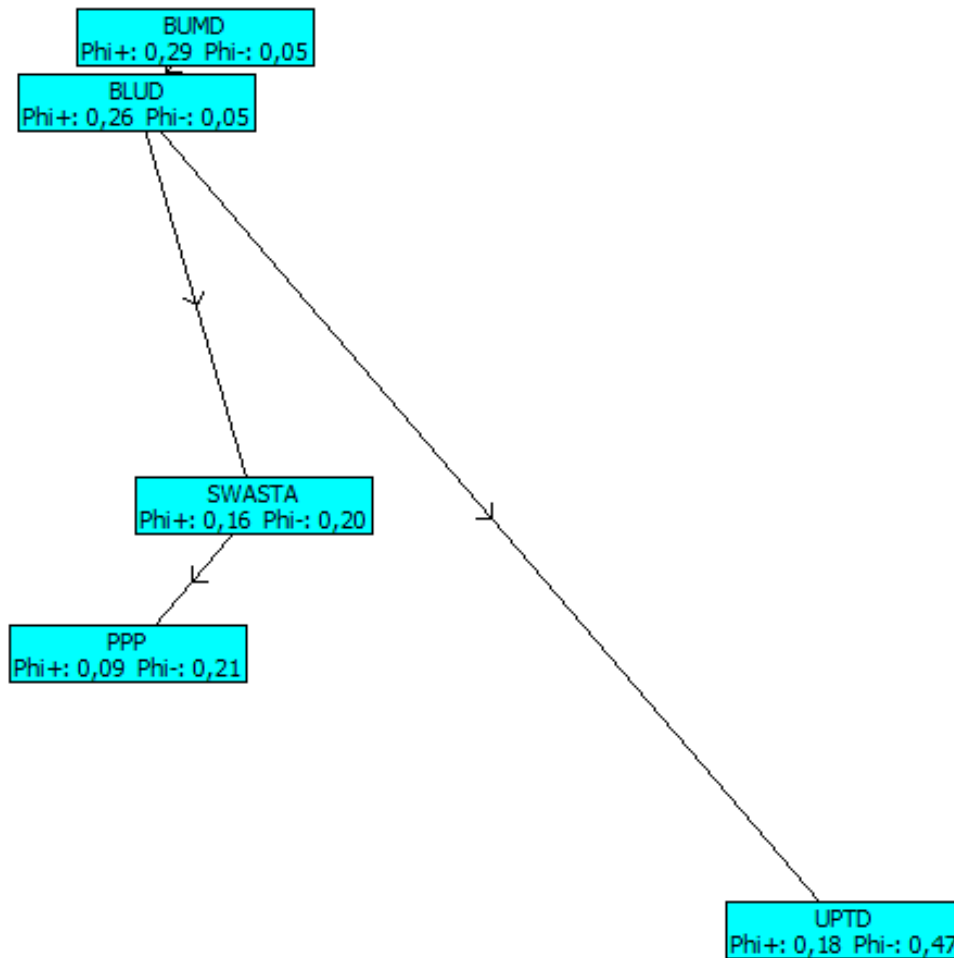 BUMD
Phi+: 0,29 Phi-: 0,05
BLUD
Phi+: 0,26 Phi-: 0,05
SWASTA
Phi+: 0,16 Phi-: 0,20
PPP
Phi+: 0,09 Phi-: 0,21
UPTD
Phi+: 0,18 Phi-: 0,47